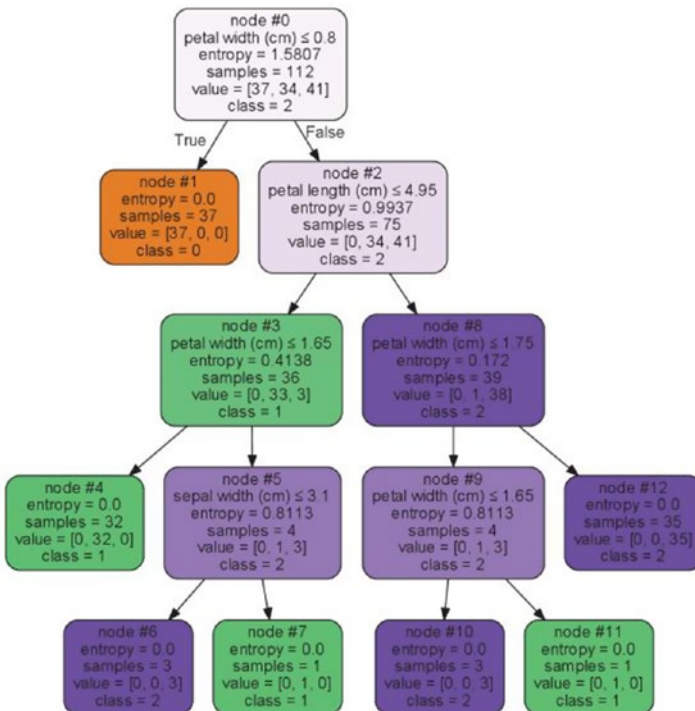 node #0
petal width (cm) ≤ 0.8
entropy = 1.5807
samples = 112
value = [37, 34, 41]
class = 2
True
False
node #1
entropy = 0.0
samples = 37
value = [37, 0, 0]
class = 0
node #2
petal length (cm) ≤ 4.95
entropy = 0.9937
samples = 75
value = [0, 34, 41]
class = 2
node #3
petal width (cm) ≤ 1.65
entropy = 0.4138
samples = 36
value = [0, 33, 3]
class = 1
node #8
petal width (cm) ≤ 1.75
entropy = 0.172
samples = 39
value = [0, 1, 38]
class = 2
node #4
entropy = 0.0
samples = 32
value = [0, 32, 0]
class = 1
node #5
sepal width (cm) ≤ 3.1
entropy = 0.8113
samples = 4
value = [0, 1, 3]
class = 2
node #9
petal width (cm) ≤ 1.65
entropy = 0.8113
samples = 4
value = [0, 1, 3]
class = 2
node #12
entropy = 0.0
samples = 35
value = [0, 0, 35]
class = 2
node #6
entropy = 0.0
samples = 3
value = [0, 0, 3]
class = 2
node #7
entropy = 0.0
samples = 1
value = [0, 1, 0]
class = 1
node #10
entropy = 0.0
samples = 3
value = [0, 0, 3]
class = 2
node #11
entropy = 0.0
samples = 1
value = [0, 1, 0]
class = 1